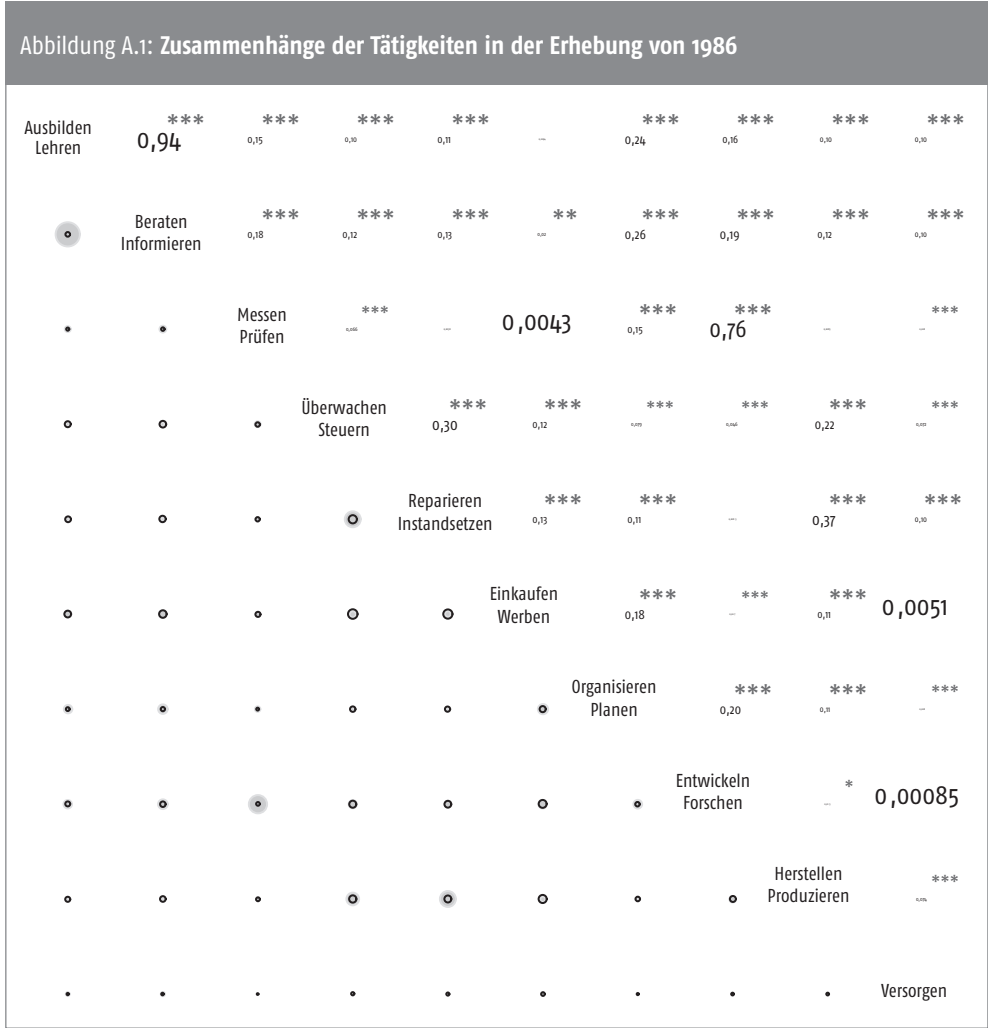 Abbildung A.1: Zusammenhänge der Tätigkeiten in der Erhebung von 1986
Ausbilden
Lehren
*** *** *** *** *** *** *** ***
0,94 0,15 0,10 0,11 0,24 0,16 0,10 0,10
Beraten
Informieren
*** *** *** ** *** *** *** ***
0,18 0,12 0,13 0,02 0,26 0,19 0,12 0,10
Messen
Prüfen
*** *** *** ***
0,0043 0,15 0,76
Überwachen
Steuern
*** *** *** *** *** ***
0,30 0,12 0,22
Reparieren
Instandsetzen
*** *** *** ***
0,13 0,11 0,37 0,10
Einkaufen
Werben
*** *** ***
0,18 0,11 0,0051
Organisieren
Planen
*** *** ***
0,20 0,11
Entwickeln
Forschen
*
0,00085
Herstellen
Produzieren
***
Versorgen